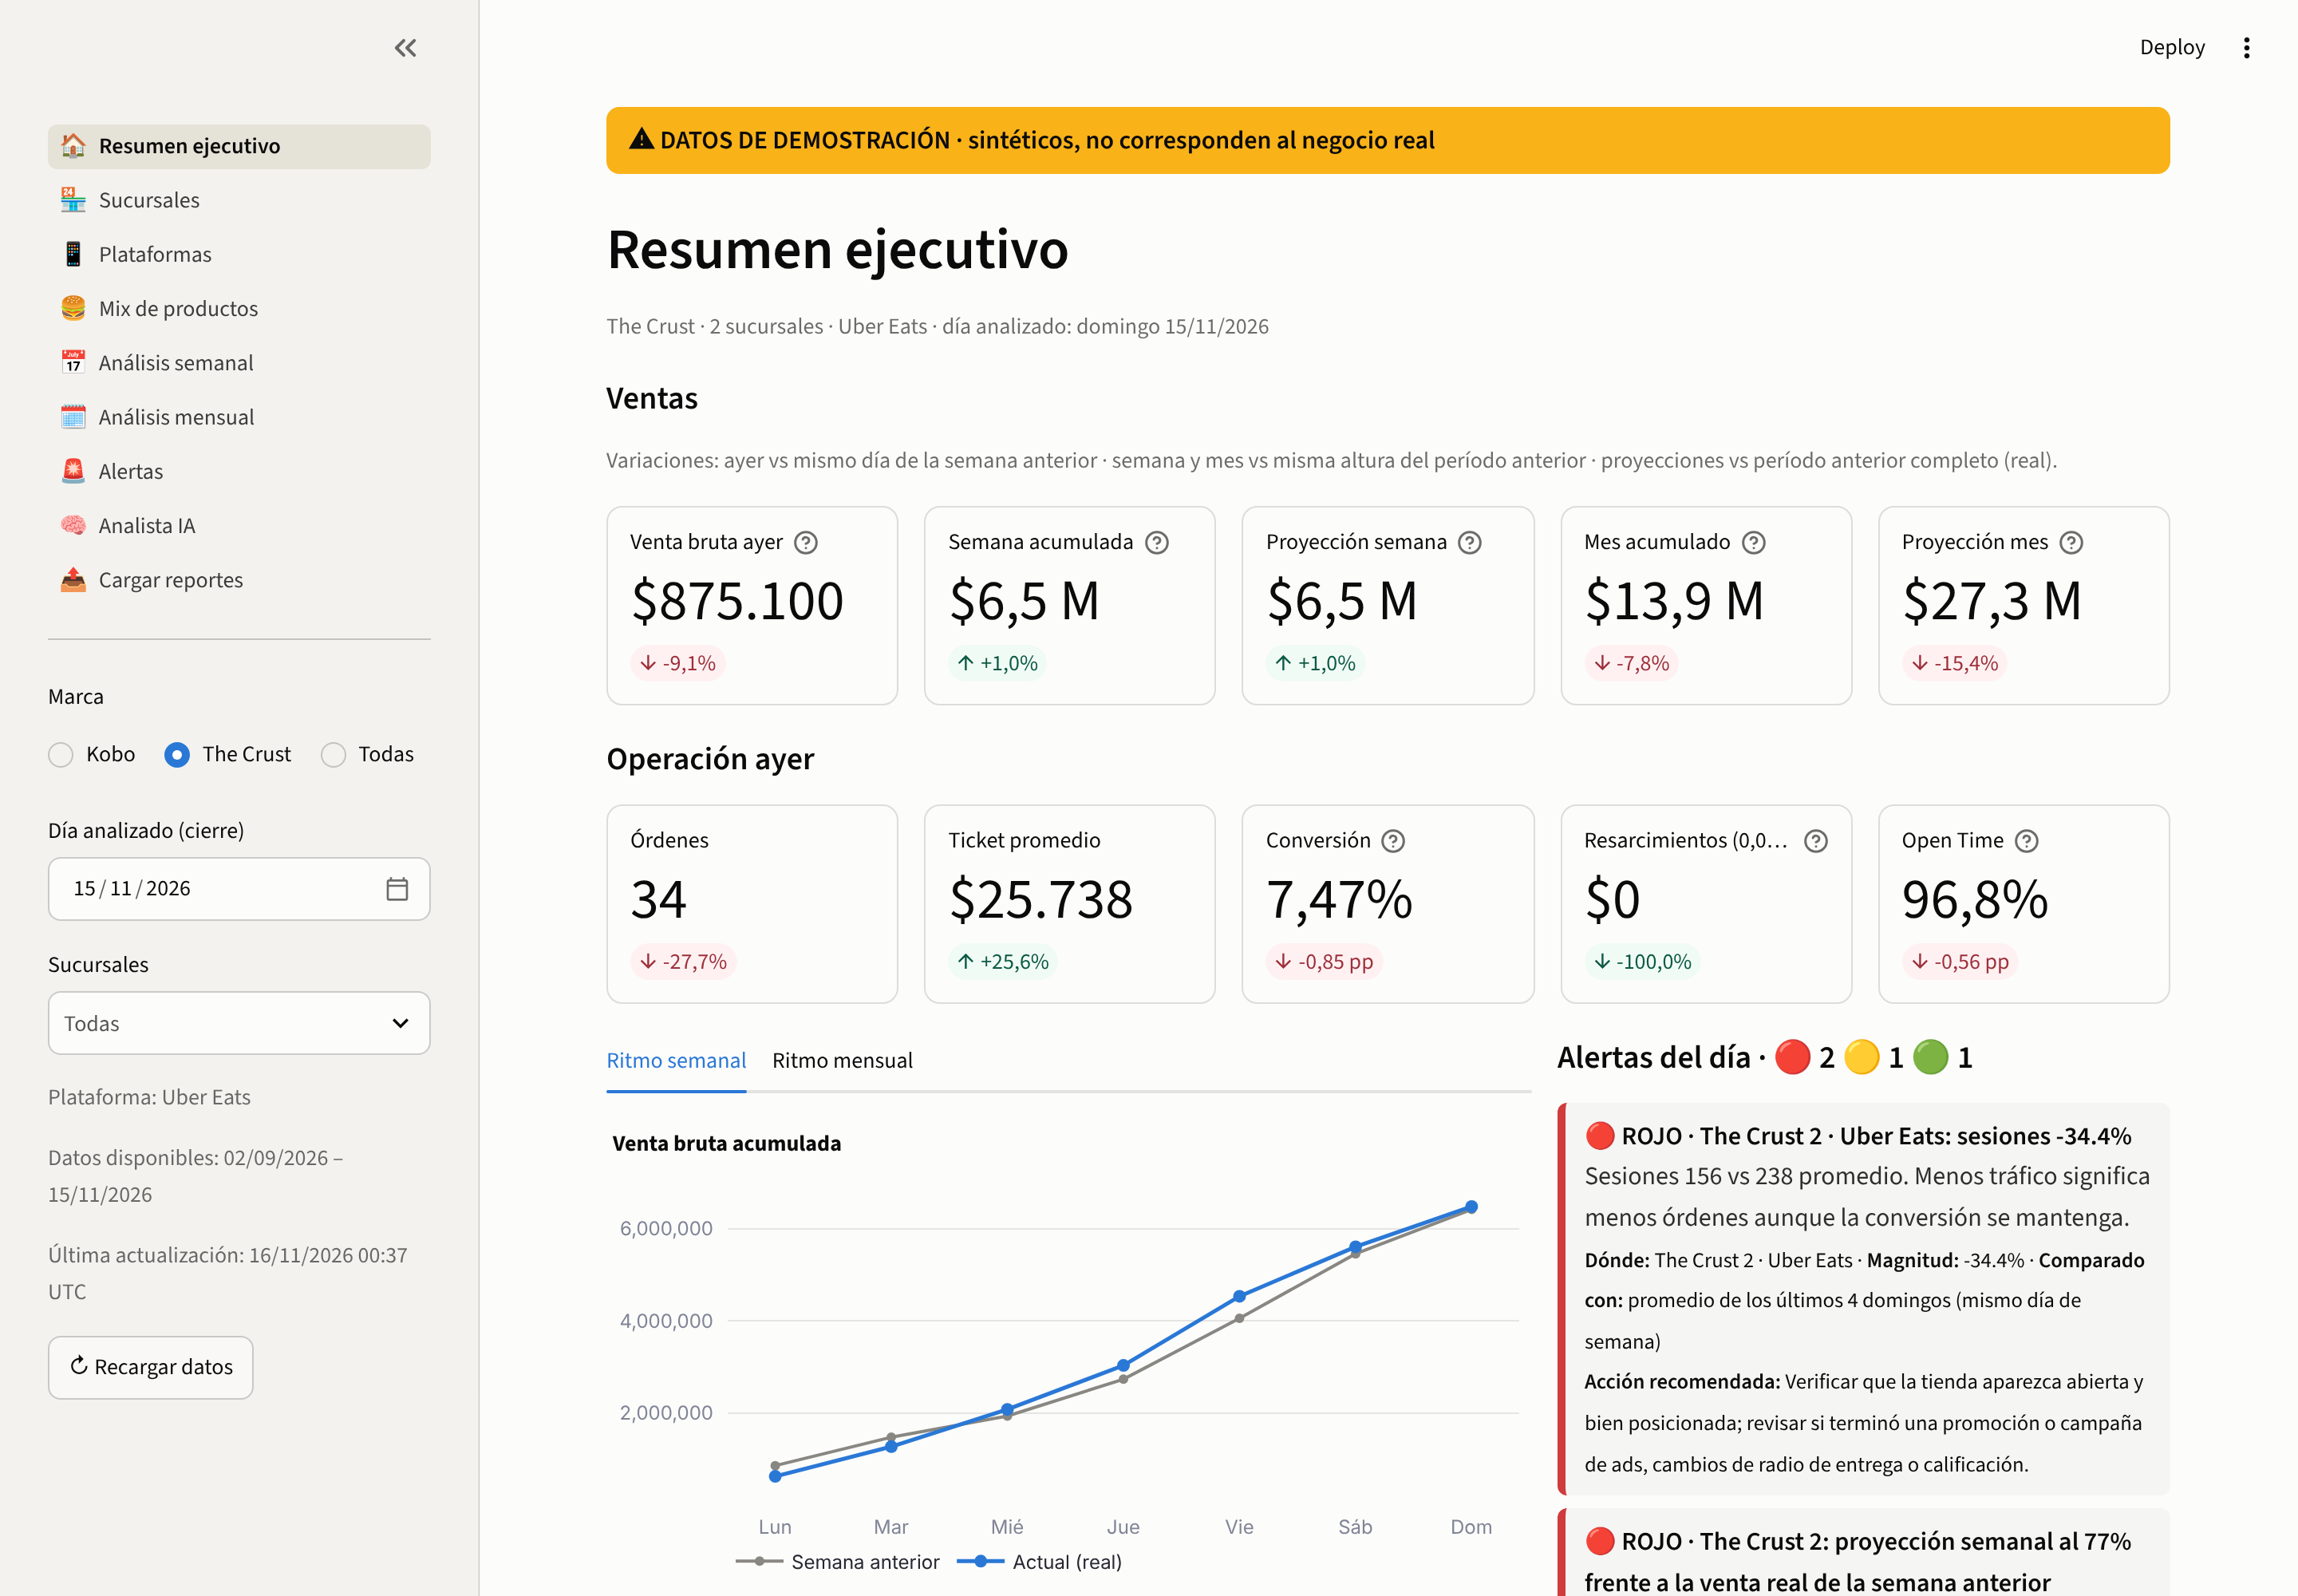 Resumen ejecutivo
Sucursales
Plataformas
Mix de productos
Análisis semanal
Análisis mensual
Alertas
Analista IA
Cargar reportes
Marca
Kobo
The Crust
Todas
Día analizado (cierre)
15/11/2026
Sucursales
Todas
Plataforma: Uber Eats
Datos disponibles: 02/09/2026 –
15/11/2026
Última actualización: 16/11/2026 00:37
UTC
Recargar datos
Deploy
DATOS DE DEMOSTRACIÓN · sintéticos, no corresponden al negocio real
Resumen ejecutivo
The Crust · 2 sucursales · Uber Eats · día analizado: domingo 15/11/2026
Ventas
Variaciones: ayer vs mismo día de la semana anterior · semana y mes vs misma altura del período anterior · proyecciones vs período anterior completo (real).
Venta bruta ayer
$875.100
-9,1%
Semana acumulada
$6,5 M
+1,0%
Proyección semana
$6,5 M
+1,0%
Mes acumulado
$13,9 M
-7,8%
Proyección mes
$27,3 M
-15,4%
Operación ayer
Órdenes
34
-27,7%
Ticket promedio
$25.738
+25,6%
Conversión
7,47%
-0,85 pp
Resarcimientos (0,0…
$0
-100,0%
Open Time
96,8%
-0,56 pp
Ritmo semanal
Ritmo mensual
Venta bruta acumulada
6,000,000
4,000,000
2,000,000
Lun
Mar
Mié
Jue
Vie
Sáb
Dom
Semana anterior
Actual (real)
Alertas del día · 🔴 2 🟡 1 🟢 1
🔴 ROJO · The Crust 2 · Uber Eats: sesiones -34.4%
Sesiones 156 vs 238 promedio. Menos tráfico significa
menos órdenes aunque la conversión se mantenga.
Dónde: The Crust 2 · Uber Eats · Magnitud: -34.4% · Comparado
con: promedio de los últimos 4 domingos (mismo día de
semana)
Acción recomendada: Verificar que la tienda aparezca abierta y
bien posicionada; revisar si terminó una promoción o campaña
de ads, cambios de radio de entrega o calificación.
🔴 ROJO · The Crust 2: proyección semanal al 77%
frente a la venta real de la semana anterior